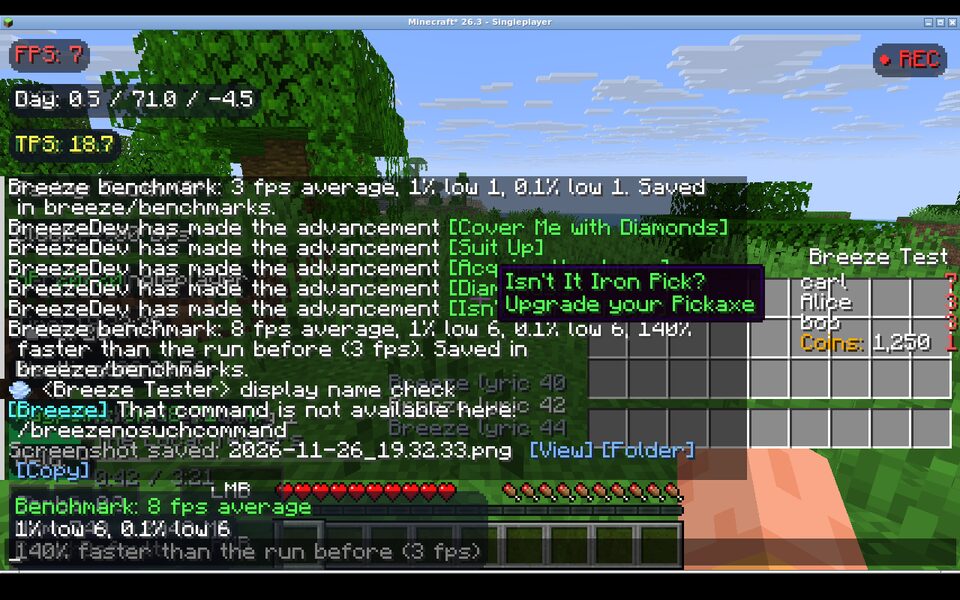 Minecraft* 26.3 - Singleplayer
FPS: 7
REC
Day: 0.5 / 71.0 / -4.5
TPS: 18.7
Breeze benchmark: 3 fps average, 1% low 1, 0.1% low 1. Saved
in breeze/benchmarks.
BreezeDev has made the advancement [Cover Me with Diamonds]
BreezeDev has made the advancement [Suit Up]
BreezeDev has made the advancement
BreezeDev has made the advancement
BreezeDev has made the advancement
Isn't It Iron Pick?
Upgrade your Pickaxe
Breeze Test
carl 7
Alice 3
bob 3
Coins: 1,250 1
Breeze benchmark: 8 fps average, 1% low 6, 0.1% low 6, 140%
faster than the run before (3 fps). Saved in
breeze/benchmarks.
<Breeze Tester> display name check
Breeze lyric 40
[Breeze] That command is not available here:
Breeze lyric 42
/breezenosuchcommand
Breeze lyric 44
Screenshot saved: 2026-11-26_19.32.33.png [View] [Folder]
[Copy]
0:42 / 3:21
LMB
Benchmark: 8 fps average
1% low 6, 0.1% low 6
140% faster than the run before (3 fps)